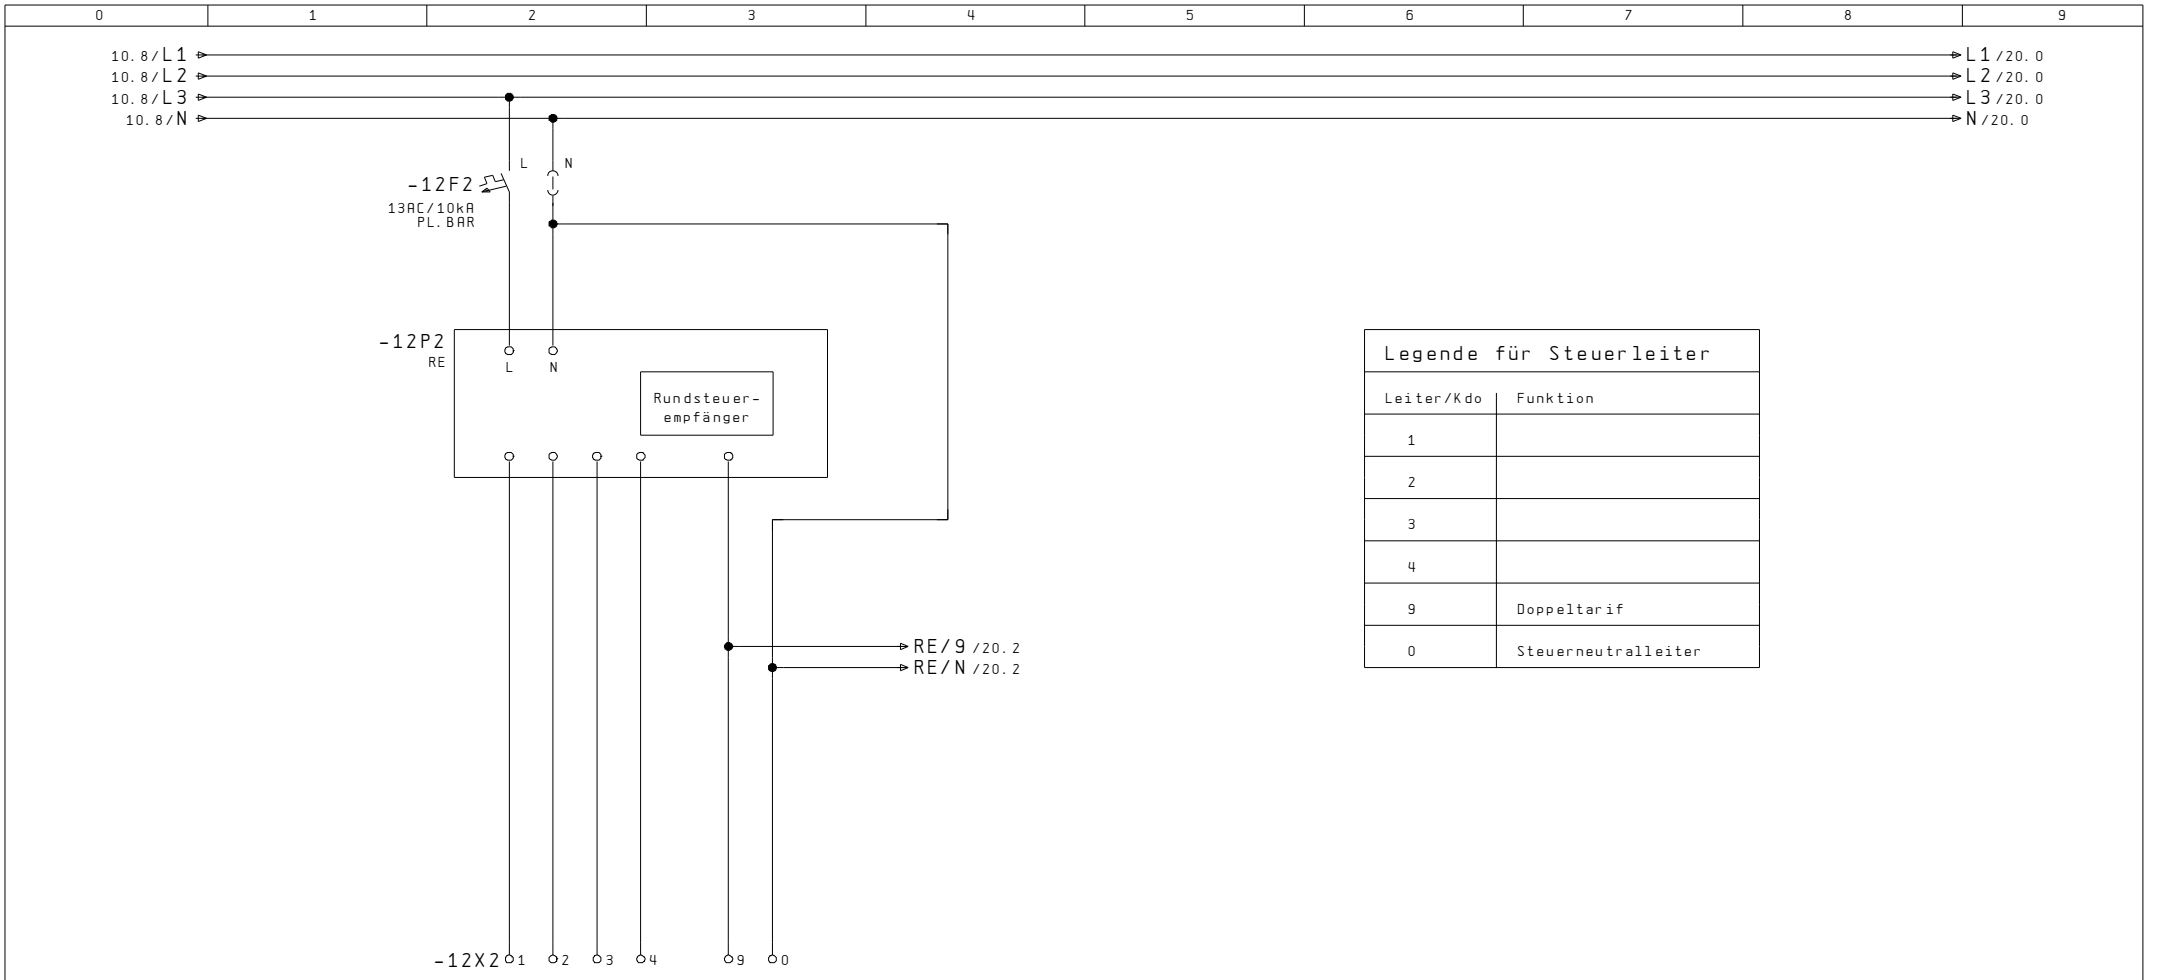 0 1 2 3 4 5 6 7 8 9
10.8/L1 L1/20.0
10.8/L2 L2/20.0
10.8/L3 L3/20.0
10.8/N N/20.0
L N
-12F2
13AC/10kA
PL.BAR
-12P2
RE
L N
Rundsteuer-
empfänger
Legende für Steuerleiter
Leiter/Kdo Funktion
1
2
3
4
9 Doppeltarif
0 Steuerneutralleiter
RE/9 /20.2
RE/N /20.2
-12X2 1 2 3 4 9 0